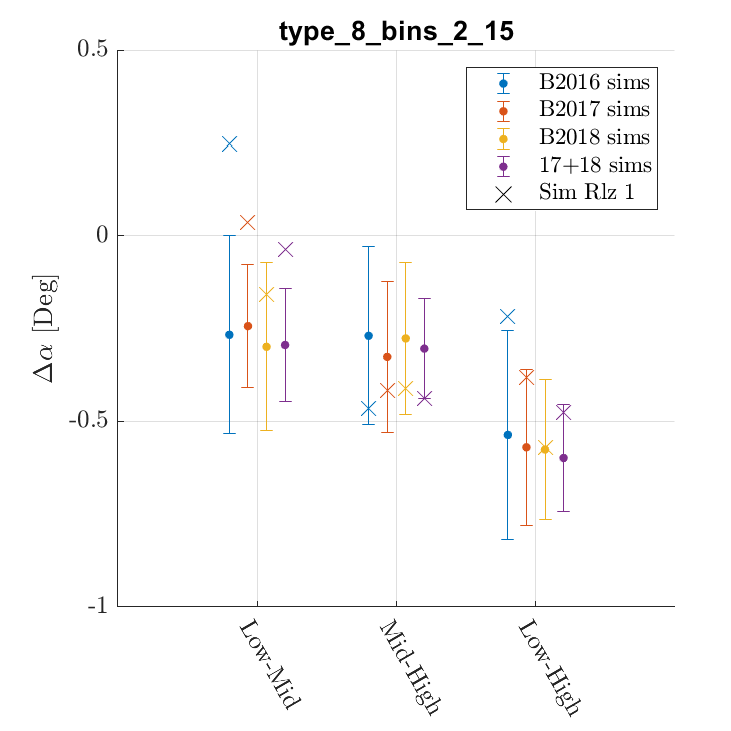 type_8_bins_2_15
0.5
0
-0.5
-1
Δα [Deg]
B2016 sims
B2017 sims
B2018 sims
17+18 sims
Sim Rlz 1
Low-Mid
Mid-High
Low-High